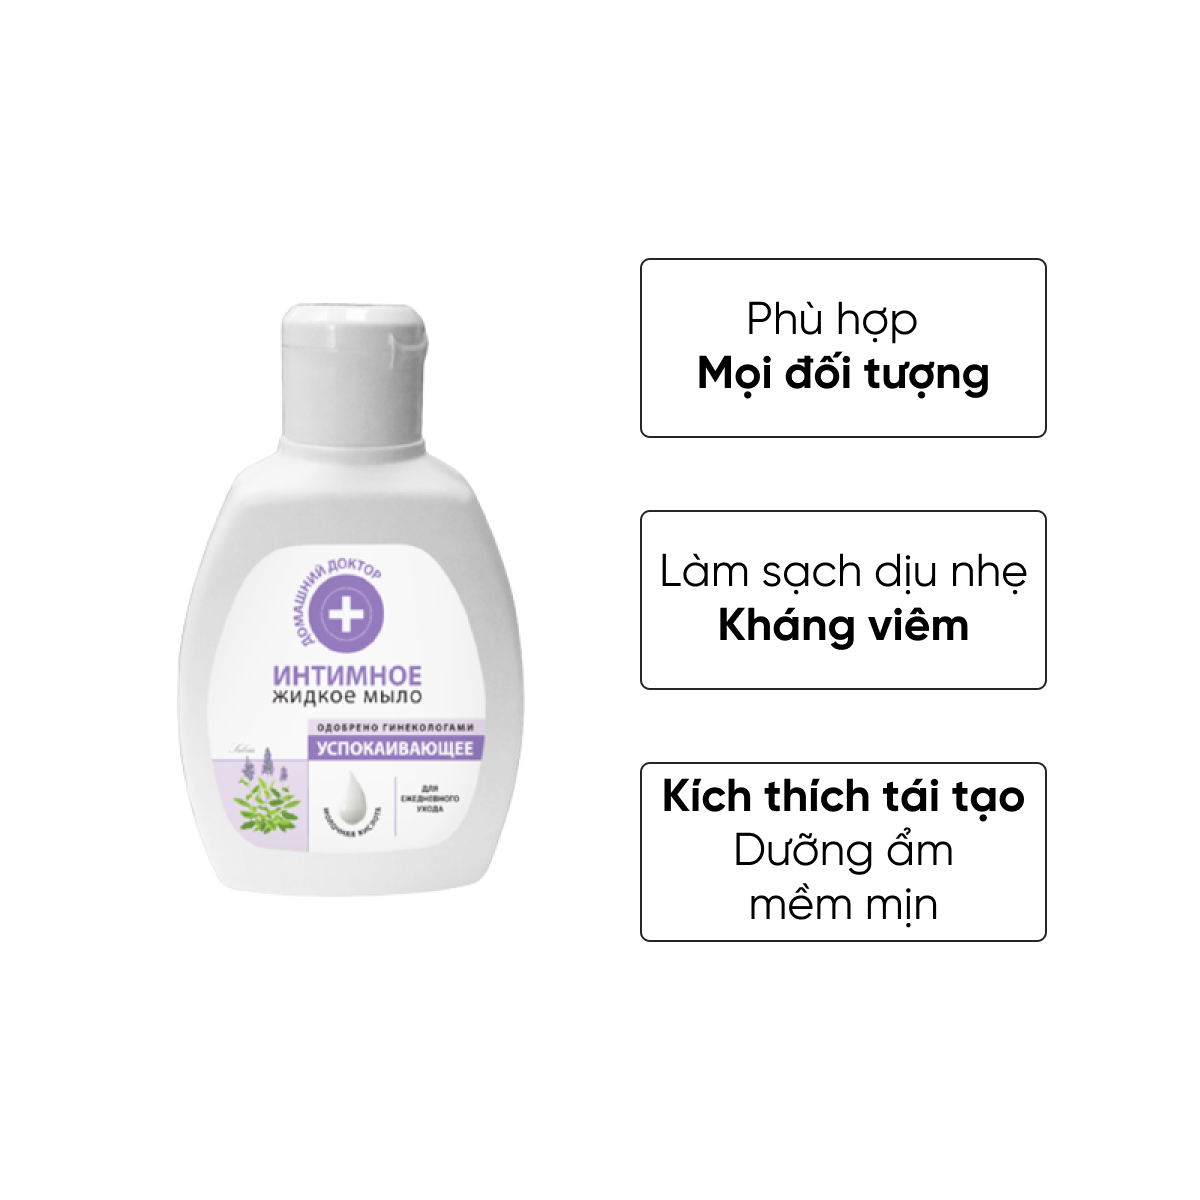 ДОМАШНИЙ ДОКТОР
ИНТИМНОЕ
жидкое мыло
ОДОБРЕНО ГИНЕКОЛОГАМИ
УСПОКАИВАЮЩЕЕ
ДЛЯ
ЕЖЕДНЕВНОГО
УХОДА
МОЛОЧНАЯ КИСЛОТА
Phù hợp
Mọi đối tượng
Làm sạch dịu nhẹ
Kháng viêm
Kích thích tái tạo
Dưỡng ẩm
mềm mịn